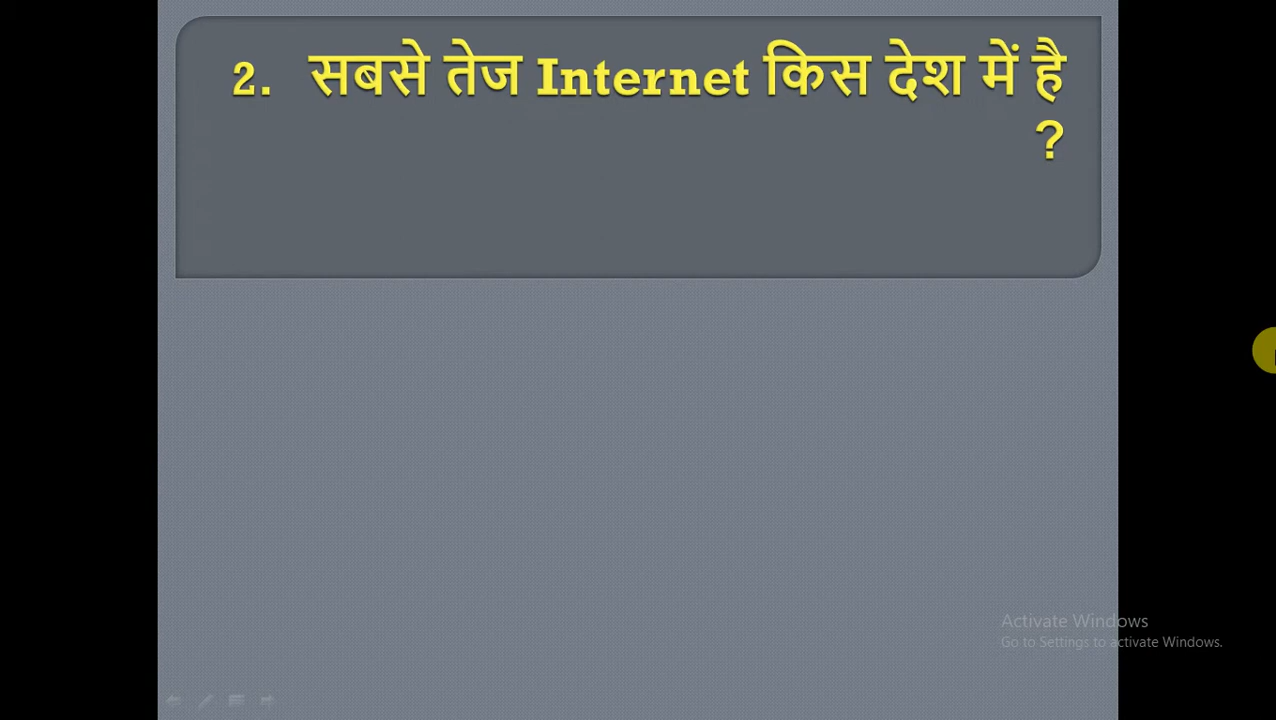 2. सबसे तेज Internet किस देश में है
?
Activate Windows
Go to Settings to activate Windows.